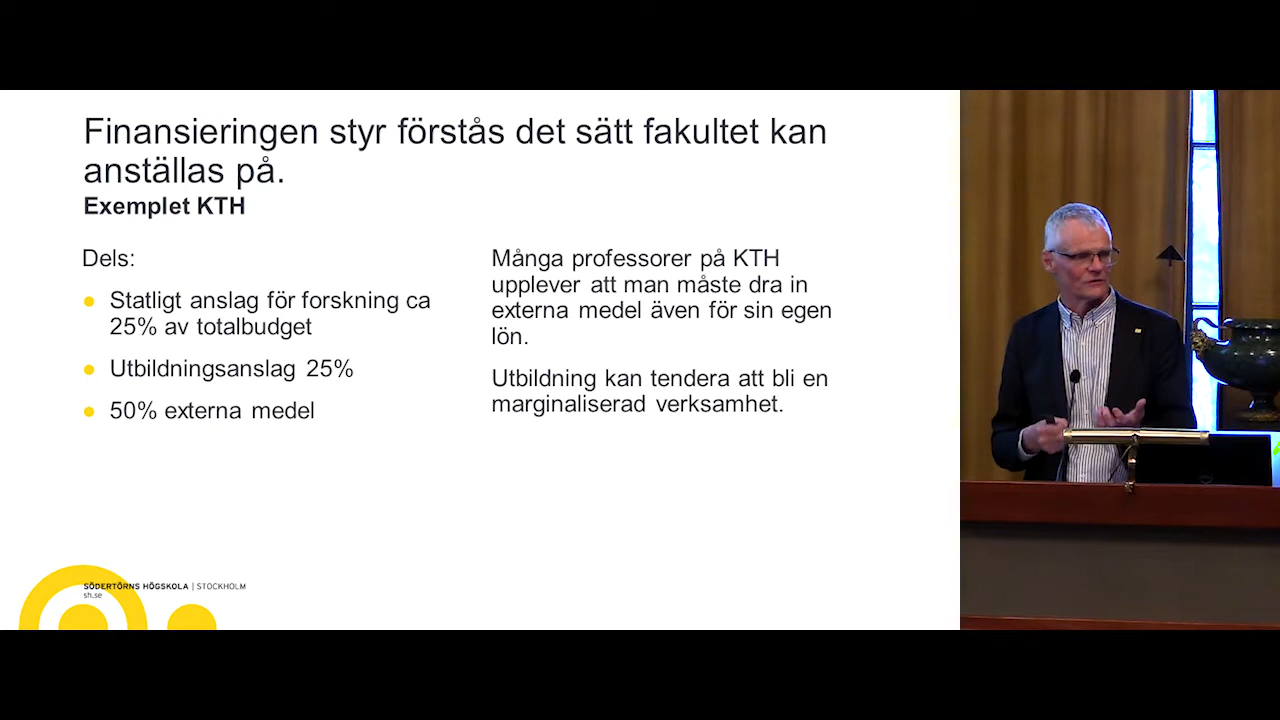 Finansieringen styr förstås det sätt fakultet kan
anställas på.
Exemplet KTH
Dels:
Statligt anslag för forskning ca
25% av totalbudget
Utbildningsanslag 25%
50% externa medel
Många professorer på KTH
upplever att man måste dra in
externa medel även för sin egen
lön.
Utbildning kan tendera att bli en
marginaliserad verksamhet.
SÖDERTÖRNS HÖGSKOLA | STOCKHOLM
sh.se